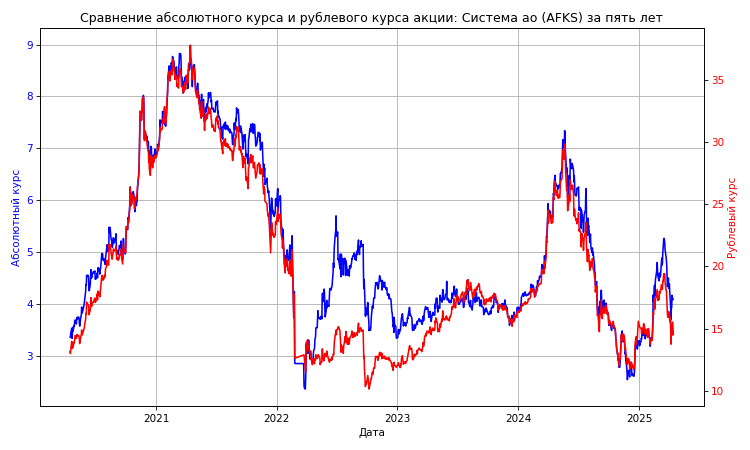 Сравнение абсолютного курса и рублевого курса акции: Система ао (AFKS) за пять лет
9
8
7
6
5
4
3
Абсолютный курс
35
30
25
20
15
10
Рублевый курс
2021 2022 2023 2024 2025
Дата